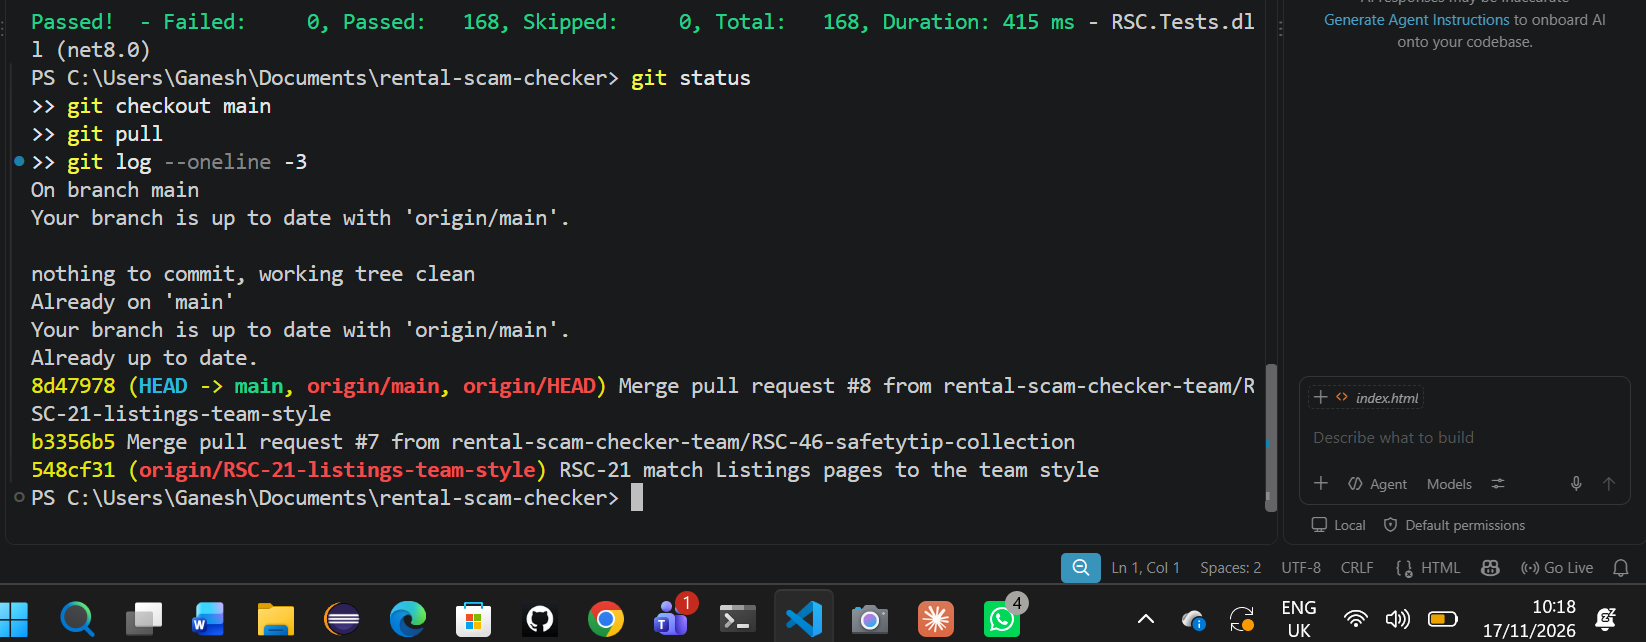 Passed!  - Failed:     0, Passed:   168, Skipped:     0, Total:   168, Duration: 415 ms - RSC.Tests.dl
l (net8.0)
PS C:\Users\Ganesh\Documents\rental-scam-checker> git status
>> git checkout main
>> git pull
>> git log --oneline -3
On branch main
Your branch is up to date with 'origin/main'.
nothing to commit, working tree clean
Already on 'main'
Your branch is up to date with 'origin/main'.
Already up to date.
8d47978 (HEAD -> main, origin/main, origin/HEAD) Merge pull request #8 from rental-scam-checker-team/R
SC-21-listings-team-style
b3356b5 Merge pull request #7 from rental-scam-checker-team/RSC-46-safetytip-collection
548cf31 (origin/RSC-21-listings-team-style) RSC-21 match Listings pages to the team style
PS C:\Users\Ganesh\Documents\rental-scam-checker>
AI responses may be inaccurate
Generate Agent Instructions to onboard AI
onto your codebase.
index.html
Describe what to build
Agent
Models
Local
Default permissions
Ln 1, Col 1
Spaces: 2
UTF-8
CRLF
HTML
Go Live
1
4
ENG
UK
10:18
17/11/2026